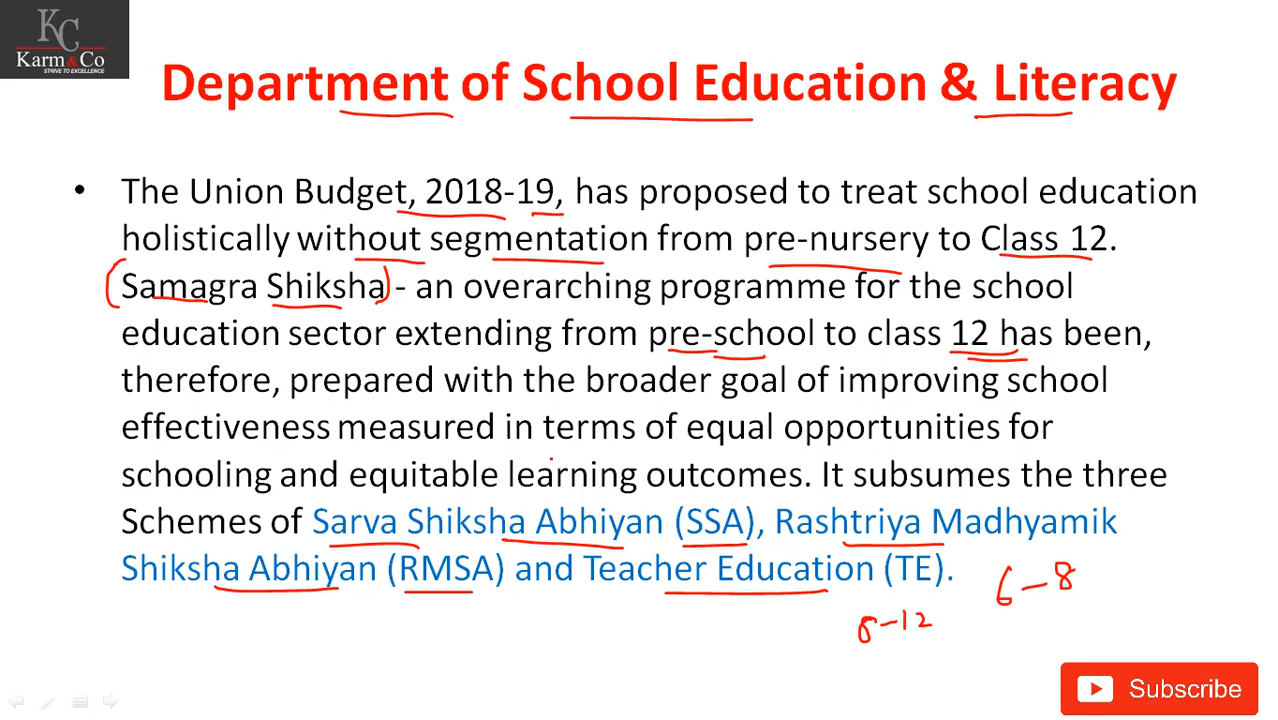 KC
Karm&Co
STRIVE TO EXCELLENCE
Department of School Education & Literacy
• The Union Budget, 2018-19, has proposed to treat school education
holistically without segmentation from pre-nursery to Class 12.
Samagra Shiksha - an overarching programme for the school
education sector extending from pre-school to class 12 has been,
therefore, prepared with the broader goal of improving school
effectiveness measured in terms of equal opportunities for
schooling and equitable learning outcomes. It subsumes the three
Schemes of Sarva Shiksha Abhiyan (SSA), Rashtriya Madhyamik
Shiksha Abhiyan (RMSA) and Teacher Education (TE).
6-8
8-12
Subscribe